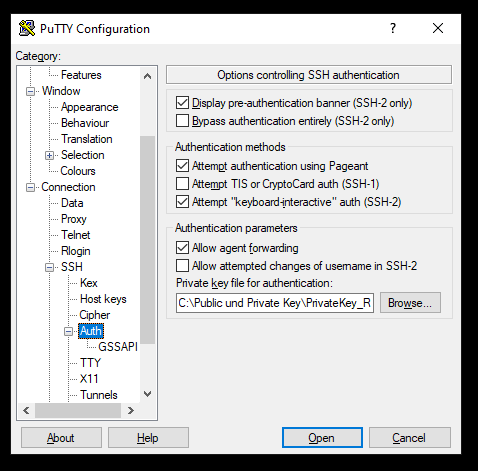 PuTTY Configuration
Category:
Features
Window
Appearance
Behaviour
Translation
Selection
Colours
Connection
Data
Proxy
Telnet
Rlogin
SSH
Kex
Host keys
Cipher
Auth
GSSAPI
TTY
X11
Tunnels
Options controlling SSH authentication
Display pre-authentication banner (SSH-2 only)
Bypass authentication entirely (SSH-2 only)
Authentication methods
Attempt authentication using Pageant
Attempt TIS or CryptoCard auth (SSH-1)
Attempt "keyboard-interactive" auth (SSH-2)
Authentication parameters
Allow agent forwarding
Allow attempted changes of username in SSH-2
Private key file for authentication:
C:\Public und Private Key\PrivateKey_R
Browse...
About
Help
Open
Cancel